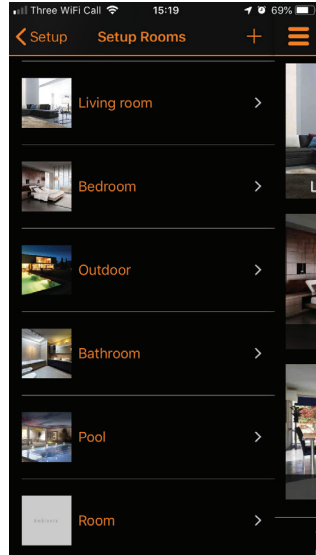 Three WiFi Call 15:19 69%
Setup Setup Rooms +
Living room
Bedroom
Outdoor
Bathroom
Pool
Room